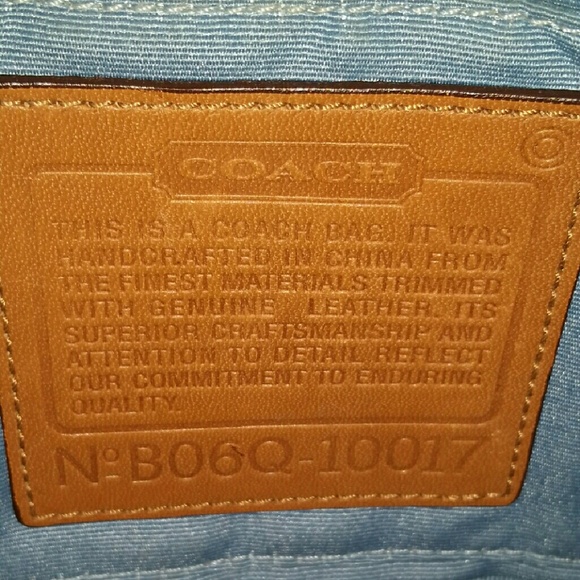 COACH
THIS IS A COACH BAG. IT WAS
HANDCRAFTED IN CHINA FROM
THE FINEST MATERIALS TRIMMED
WITH GENUINE LEATHER ITS
SUPERIOR CRAFTSMANSHIP AND
ATTENTION TO DETAIL REFLECT
OUR COMMITMENT TO ENDURING
QUALITY.
Nº B06Q-10017